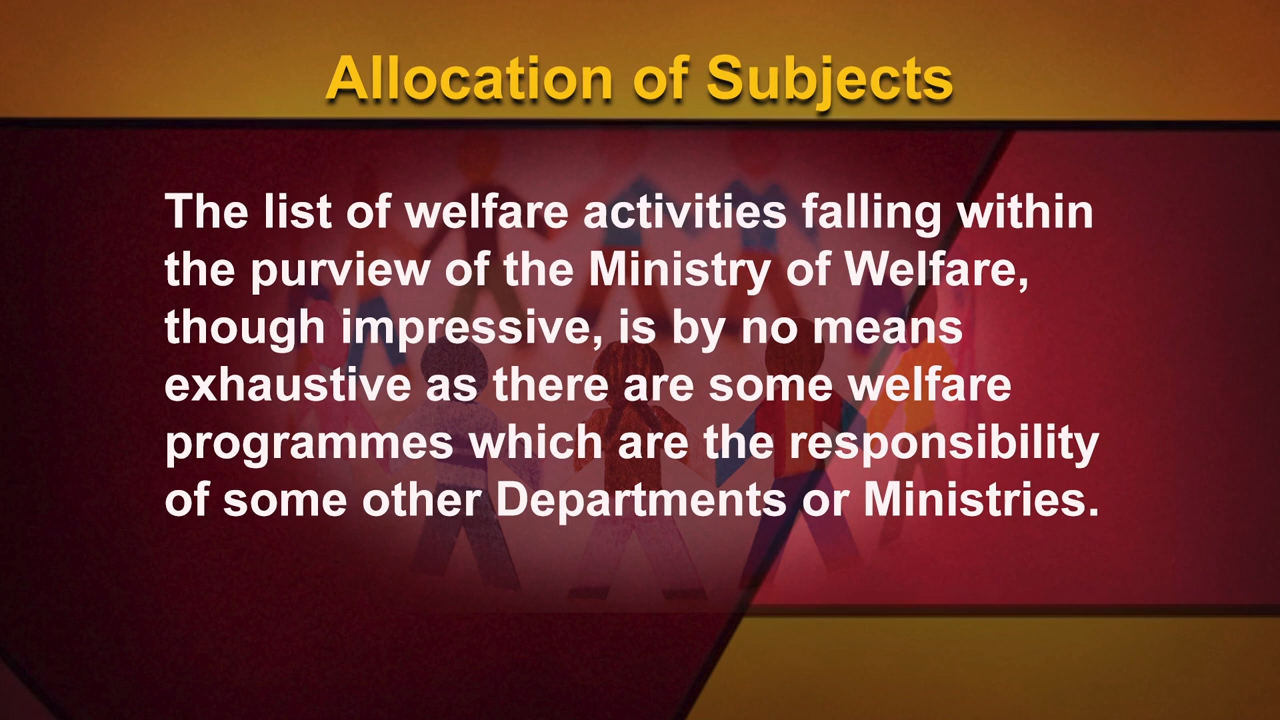 Allocation of Subjects
The list of welfare activities falling within
the purview of the Ministry of Welfare,
though impressive, is by no means
exhaustive as there are some welfare
programmes which are the responsibility
of some other Departments or Ministries.